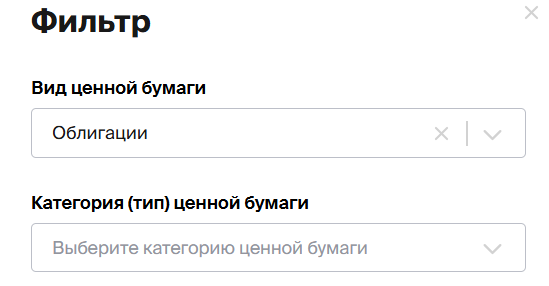 Фильтр
Вид ценной бумаги
Облигации
Категория (тип) ценной бумаги
Выберите категорию ценной бумаги